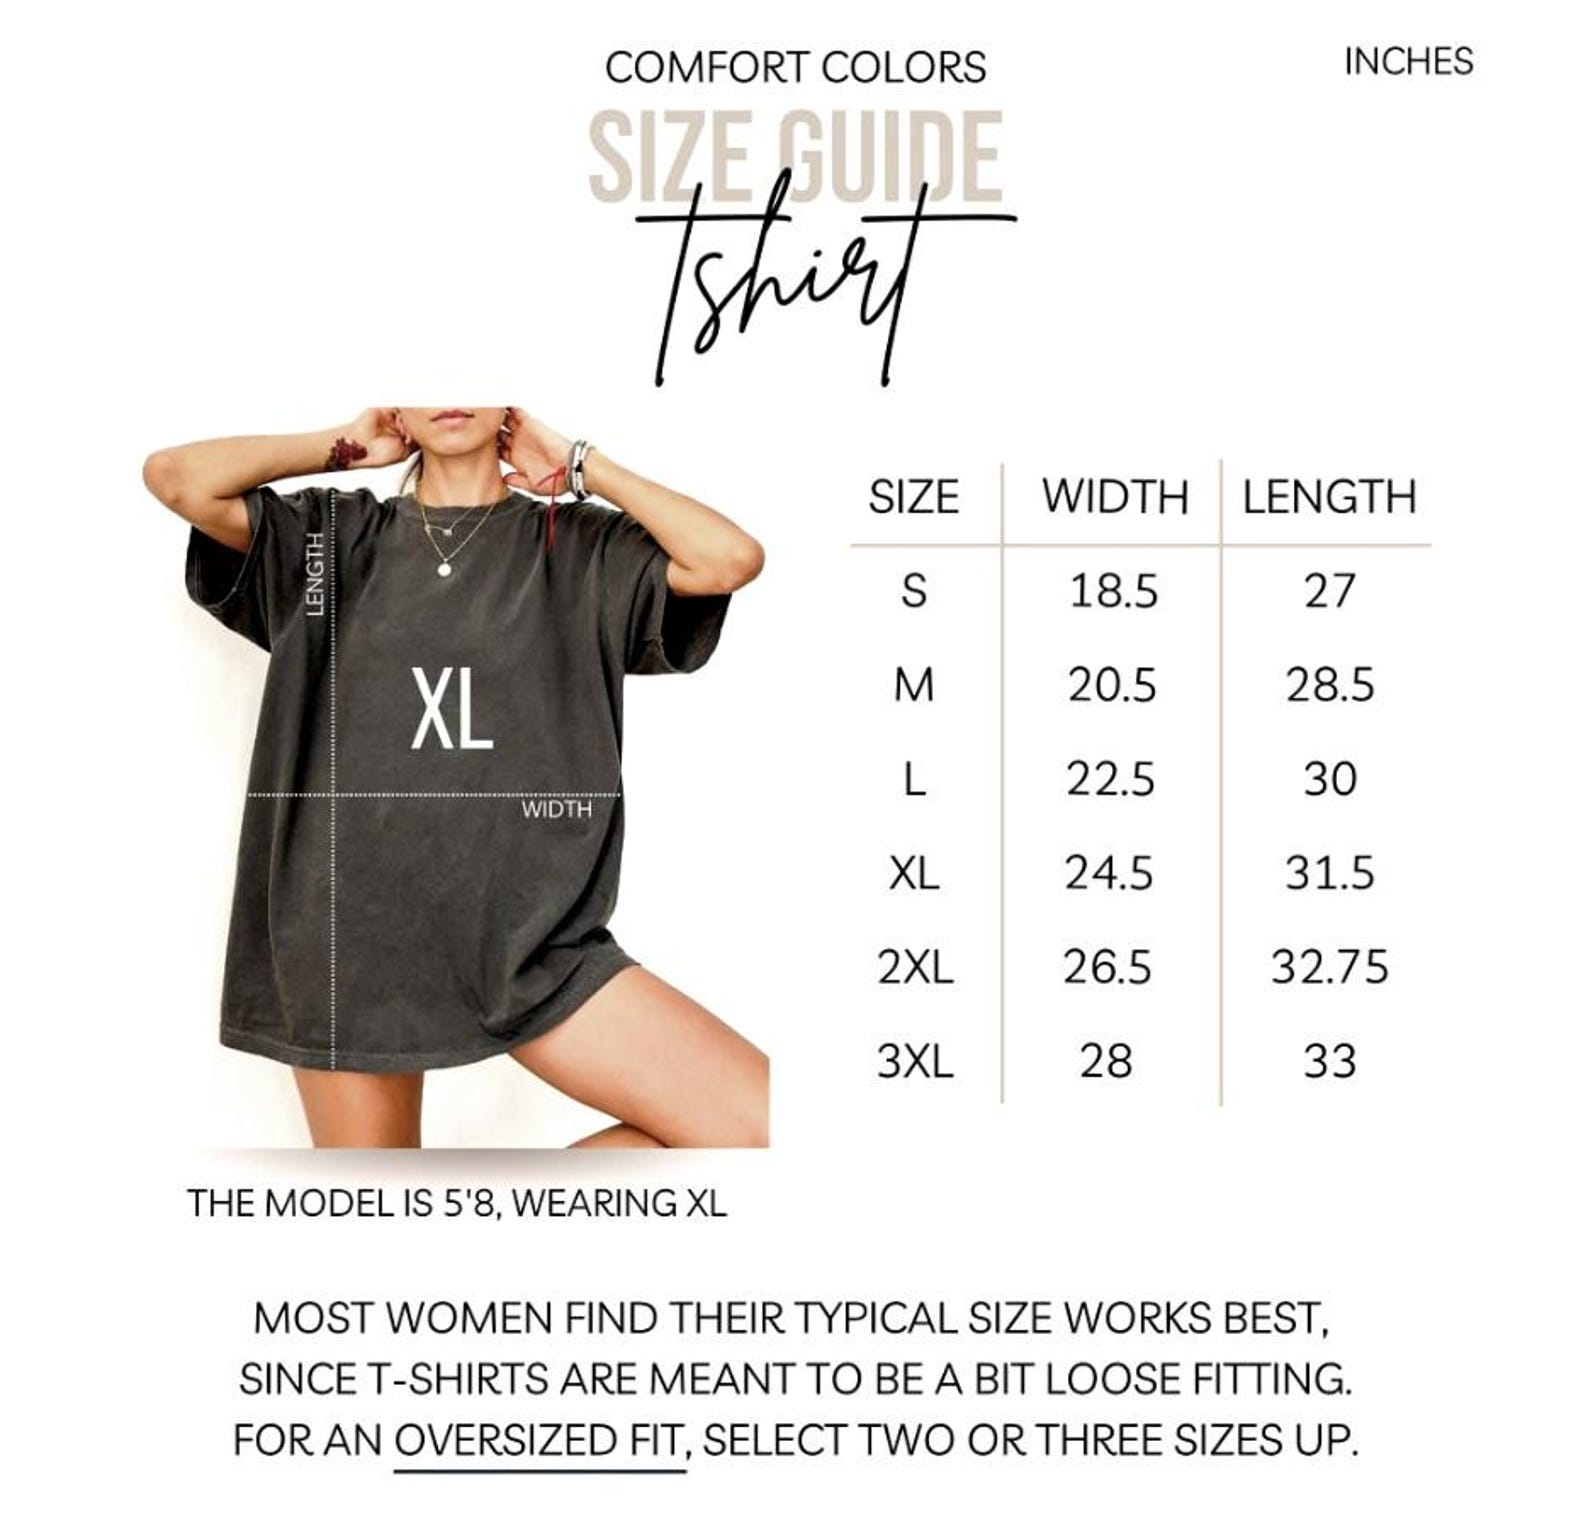 COMFORT COLORS
INCHES
SIZE GUIDE
tshirt
LENGTH
XL
WIDTH
SIZE WIDTH LENGTH
S 18.5 27
M 20.5 28.5
L 22.5 30
XL 24.5 31.5
2XL 26.5 32.75
3XL 28 33
THE MODEL IS 5'8, WEARING XL
MOST WOMEN FIND THEIR TYPICAL SIZE WORKS BEST,
SINCE T-SHIRTS ARE MEANT TO BE A BIT LOOSE FITTING.
FOR AN OVERSIZED FIT, SELECT TWO OR THREE SIZES UP.